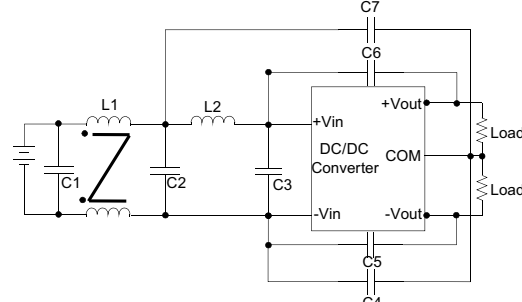 C7
C6
L1
L2
+Vin
+Vout
DC/DC
Converter
COM
Load
C1
C2
C3
Load
-Vin
-Vout
C5
C4